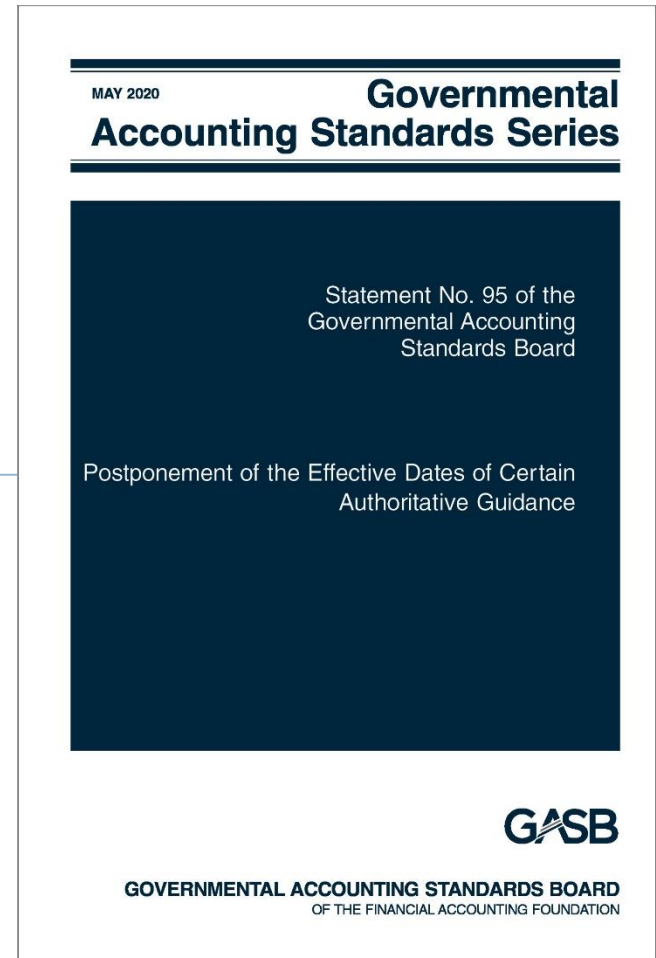 MAY 2020
Governmental
Accounting Standards Series
Statement No. 95 of the
Governmental Accounting
Standards Board
Postponement of the Effective Dates of Certain
Authoritative Guidance
GASB
GOVERNMENTAL ACCOUNTING STANDARDS BOARD
OF THE FINANCIAL ACCOUNTING FOUNDATION